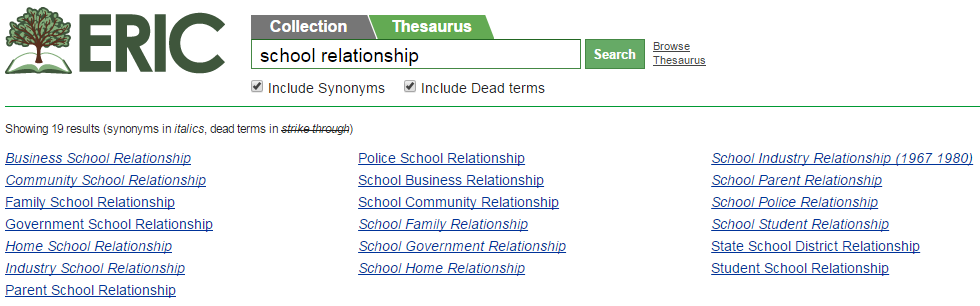 ERIC
Collection Thesaurus
school relationship
Search
Browse
Thesaurus
Include Synonyms Include Dead terms
Showing 19 results (synonyms in italics, dead terms in strike through)
Business School Relationship
Community School Relationship
Family School Relationship
Government School Relationship
Home School Relationship
Industry School Relationship
Parent School Relationship
Police School Relationship
School Business Relationship
School Community Relationship
School Family Relationship
School Government Relationship
School Home Relationship
School Industry Relationship (1967 1980)
School Parent Relationship
School Police Relationship
School Student Relationship
State School District Relationship
Student School Relationship